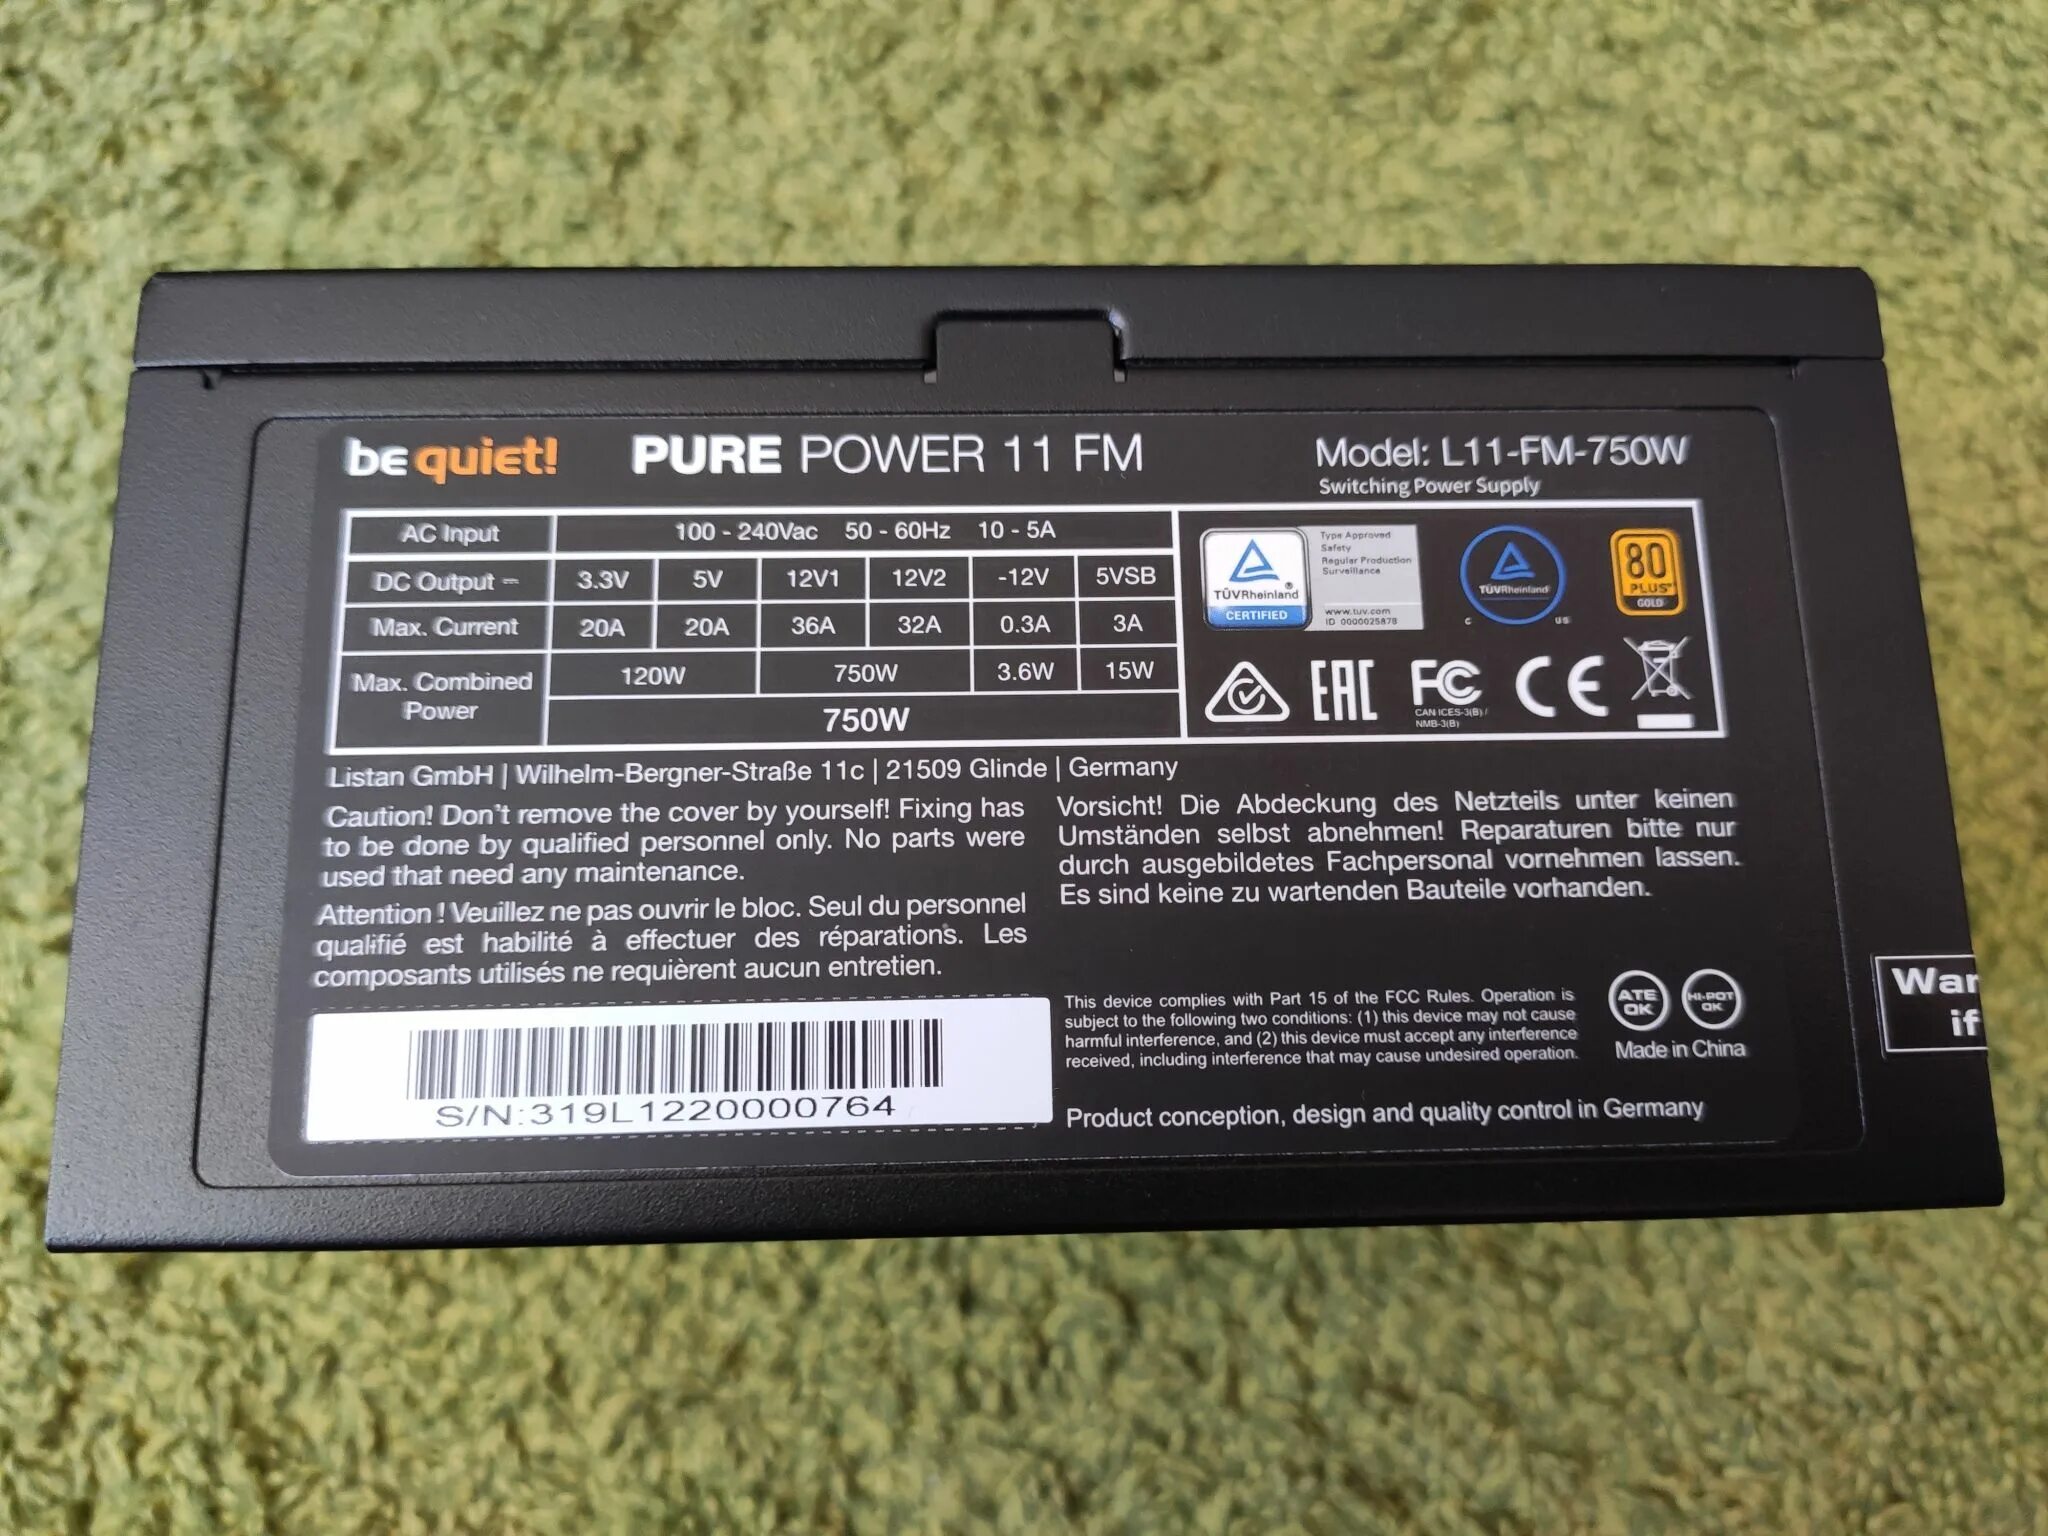 be quiet! PURE POWER 11 FM Model: L11-FM-750W
Switching Power Supply
AC Input 100 - 240Vac 50 - 60Hz 10 - 5A
DC Output ⎓ 3.3V 5V 12V1 12V2 -12V 5VSB
Max. Current 20A 20A 36A 32A 0.3A 3A
Max. Combined Power 120W 750W 3.6W 15W
750W
TÜVRheinland®
CERTIFIED
Type Approved
Safety
Regular Production
Surveillance
www.tuv.com
ID 0000025878
TÜVRheinland
c us
80
PLUS
GOLD
EAC FC CE
CAN ICES-3(B) /
NMB-3(B)
Listan GmbH | Wilhelm-Bergner-Straße 11c | 21509 Glinde | Germany
Caution! Don't remove the cover by yourself! Fixing has
to be done by qualified personnel only. No parts were
used that need any maintenance.
Attention ! Veuillez ne pas ouvrir le bloc. Seul du personnel
qualifié est habilité à effectuer des réparations. Les
composants utilisés ne requièrent aucun entretien.
Vorsicht! Die Abdeckung des Netzteils unter keinen
Umständen selbst abnehmen! Reparaturen bitte nur
durch ausgebildetes Fachpersonal vornehmen lassen.
Es sind keine zu wartenden Bauteile vorhanden.
S/N:319L1220000764
This device complies with Part 15 of the FCC Rules. Operation is
subject to the following two conditions: (1) this device may not cause
harmful interference, and (2) this device must accept any interference
received, including interference that may cause undesired operation.
ATE
OK
HI-POT
OK
Made in China
Product conception, design and quality control in Germany
War
if